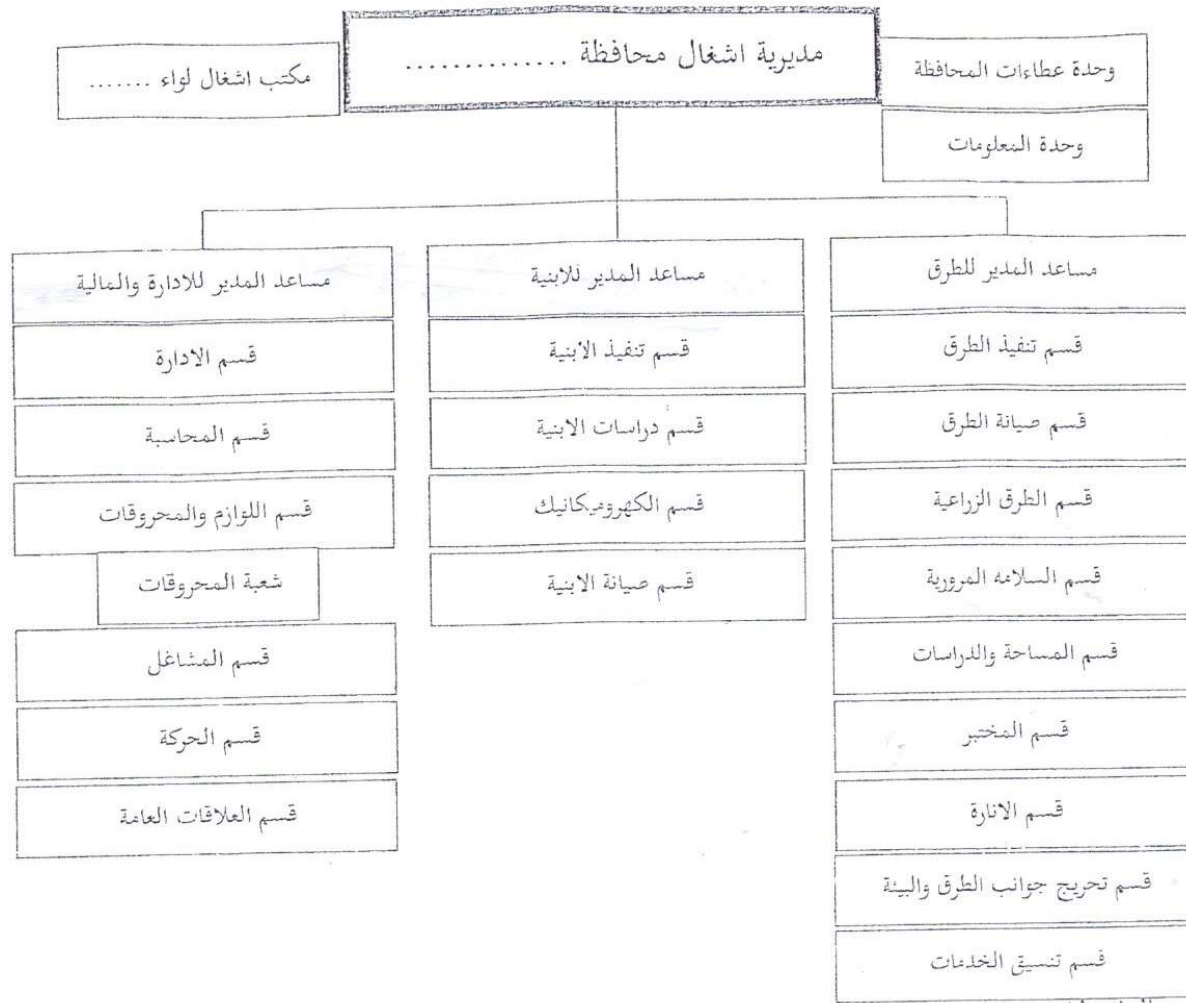 مديرية اشغال محافظة ..............
وحدة عطاءات المحافظة
وحدة المعلومات
مكتب اشغال لواء .......
مساعد المدير للطرق
قسم تنفيذ الطرق
قسم صيانة الطرق
قسم الطرق الزراعية
قسم السلامه المرورية
قسم المساحة والدراسات
قسم المختبر
قسم الانارة
قسم تحريج جوانب الطرق والبيئة
قسم تنسيق الخدمات
مساعد المدير للابنية
قسم تنفيذ الابنية
قسم دراسات الابنية
قسم الكهروميكانيك
قسم صيانة الابنية
مساعد المدير للادارة والمالية
قسم الادارة
قسم المحاسبة
قسم اللوازم والمحروقات
شعبة المحروقات
قسم المشاغل
قسم الحركة
قسم العلاقات العامة